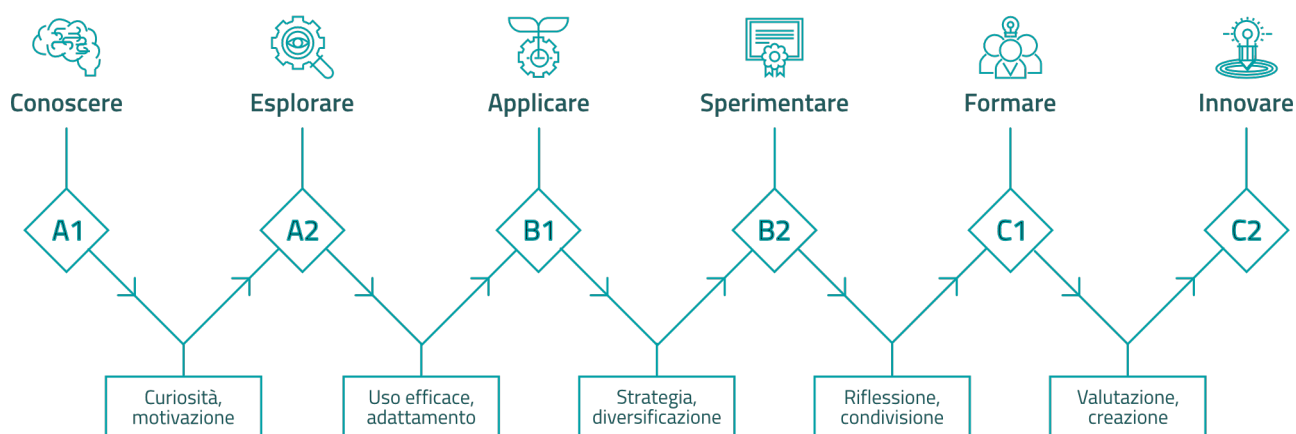 Conoscere
Esplorare
Applicare
Sperimentare
Formare
Innovare
A1
A2
B1
B2
C1
C2
Curiosità,
motivazione
Uso efficace,
adattamento
Strategia,
diversificazione
Riflessione,
condivisione
Valutazione,
creazione